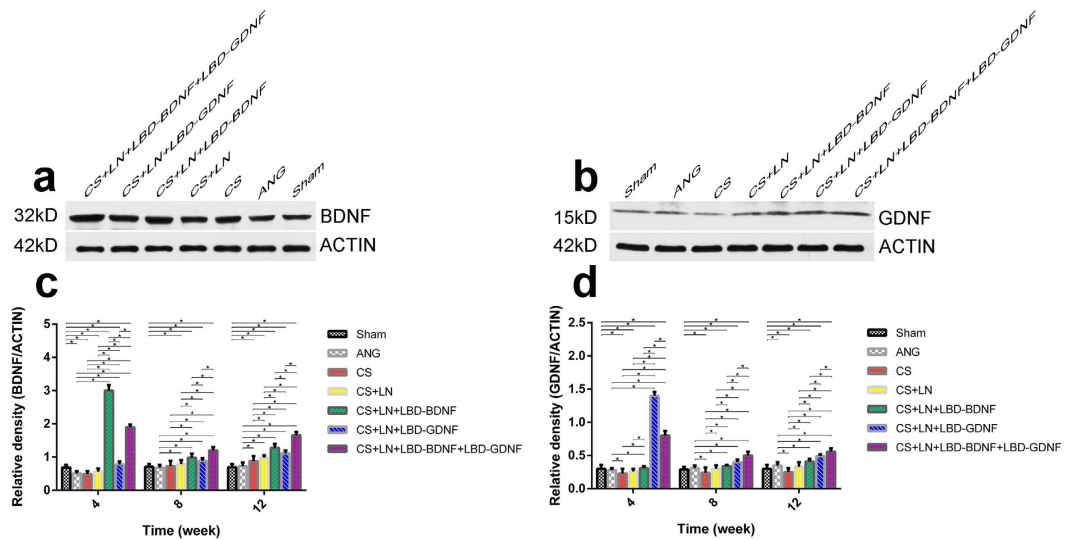 a
CS+LN+LBD-BDNF+LBD-GDNF
CS+LN+LBD-GDNF
CS+LN+LBD-BDNF
CS+LN
CS
ANG
Sham
32kD
BDNF
42kD
ACTIN
b
Sham
ANG
CS
CS+LN
CS+LN+LBD-BDNF
CS+LN+LBD-GDNF
CS+LN+LBD-BDNF+LBD-GDNF
15kD
GDNF
42kD
ACTIN
c
Relative density (BDNF/ACTIN)
5
4
3
2
1
0
4
8
12
Time (week)
Sham
ANG
CS
CS+LN
CS+LN+LBD-BDNF
CS+LN+LBD-GDNF
CS+LN+LBD-BDNF+LBD-GDNF
d
Relative density (GDNF/ACTIN)
2.5
2.0
1.5
1.0
0.5
0.0
4
8
12
Time (week)
Sham
ANG
CS
CS+LN
CS+LN+LBD-BDNF
CS+LN+LBD-GDNF
CS+LN+LBD-BDNF+LBD-GDNF